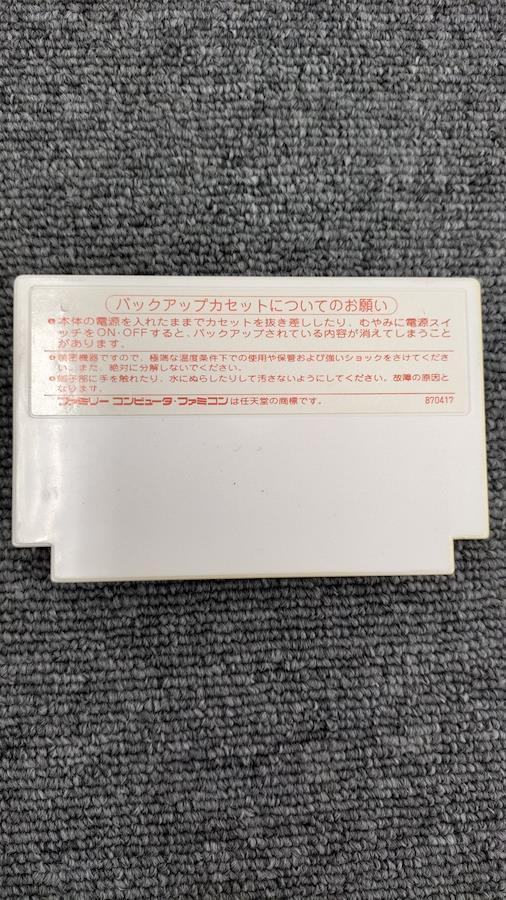 バックアップカセットについてのお願い
●本体の電源を入れたままでカセットを抜き差ししたり、むやみに電源スイ
ッチをON・OFFすると、バックアップされている内容が消えてしまうこと
があります。
●精密機器ですので、極端な温度条件下での使用や保管および強いショックをさけてくださ
い。また、絶対に分解しないでください。
●端子部に手を触れたり、水にぬらしたりして汚さないようにしてください。故障の原因と
なります。
ファミリー コンピュータ・ファミコンは任天堂の商標です。 870417